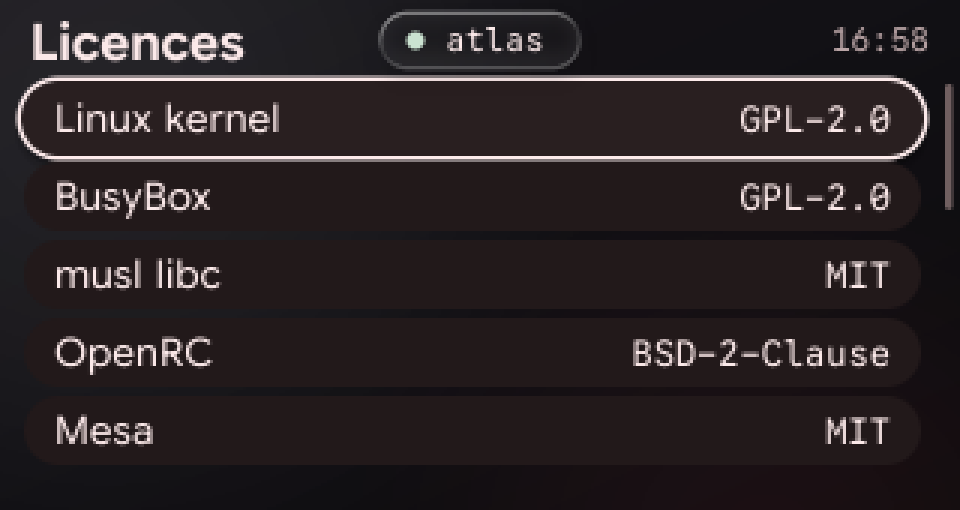 Licences
atlas
16:58
Linux kernel GPL-2.0
BusyBox GPL-2.0
musl libc MIT
OpenRC BSD-2-Clause
Mesa MIT